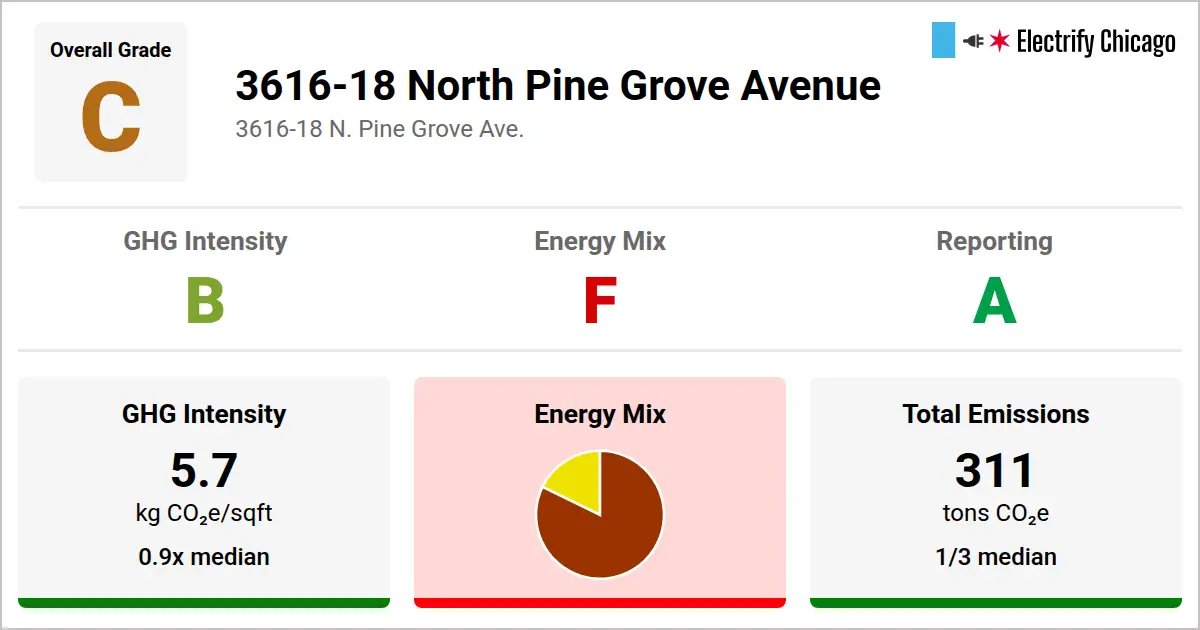 Overall Grade
C
3616-18 North Pine Grove Avenue
3616-18 N. Pine Grove Ave.
Electrify Chicago
GHG Intensity
B
Energy Mix
F
Reporting
A
GHG Intensity
5.7
kg CO₂e/sqft
0.9x median
Energy Mix
Total Emissions
311
tons CO₂e
1/3 median